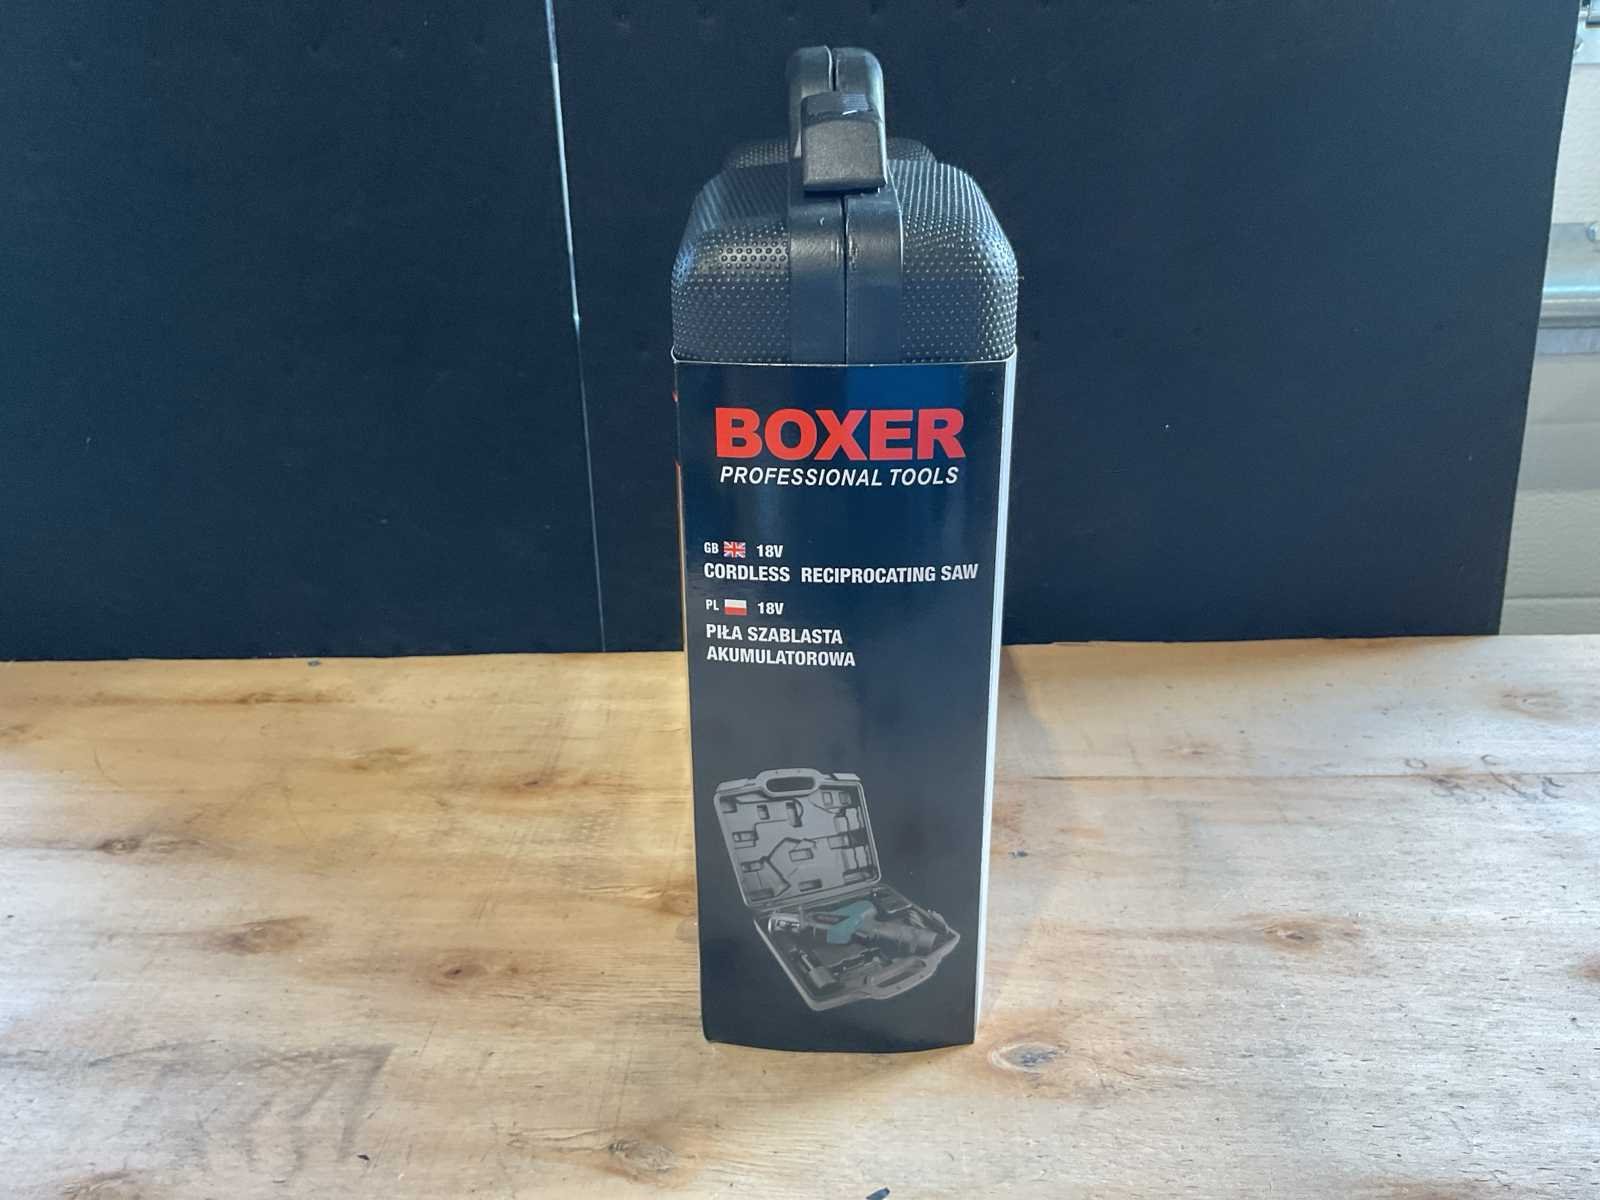 BOXER
PROFESSIONAL TOOLS
GB 18V
CORDLESS RECIPROCATING SAW
PL 18V
PIŁA SZABLASTA
AKUMULATOROWA